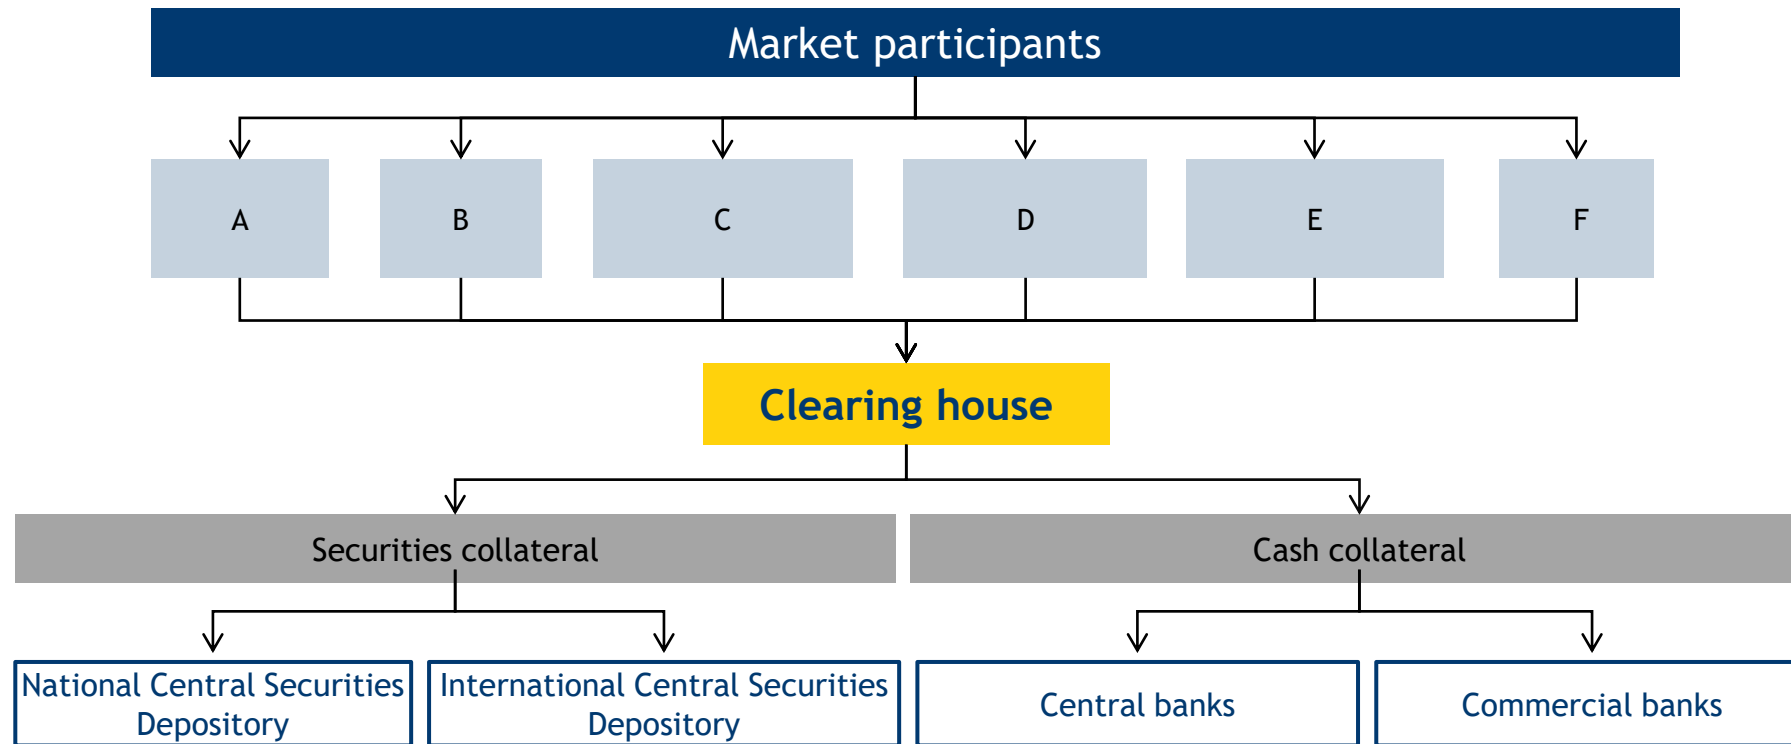 Market participants
A
B
C
D
E
F
Clearing house
Securities collateral
Cash collateral
National Central Securities
Depository
International Central Securities
Depository
Central banks
Commercial banks